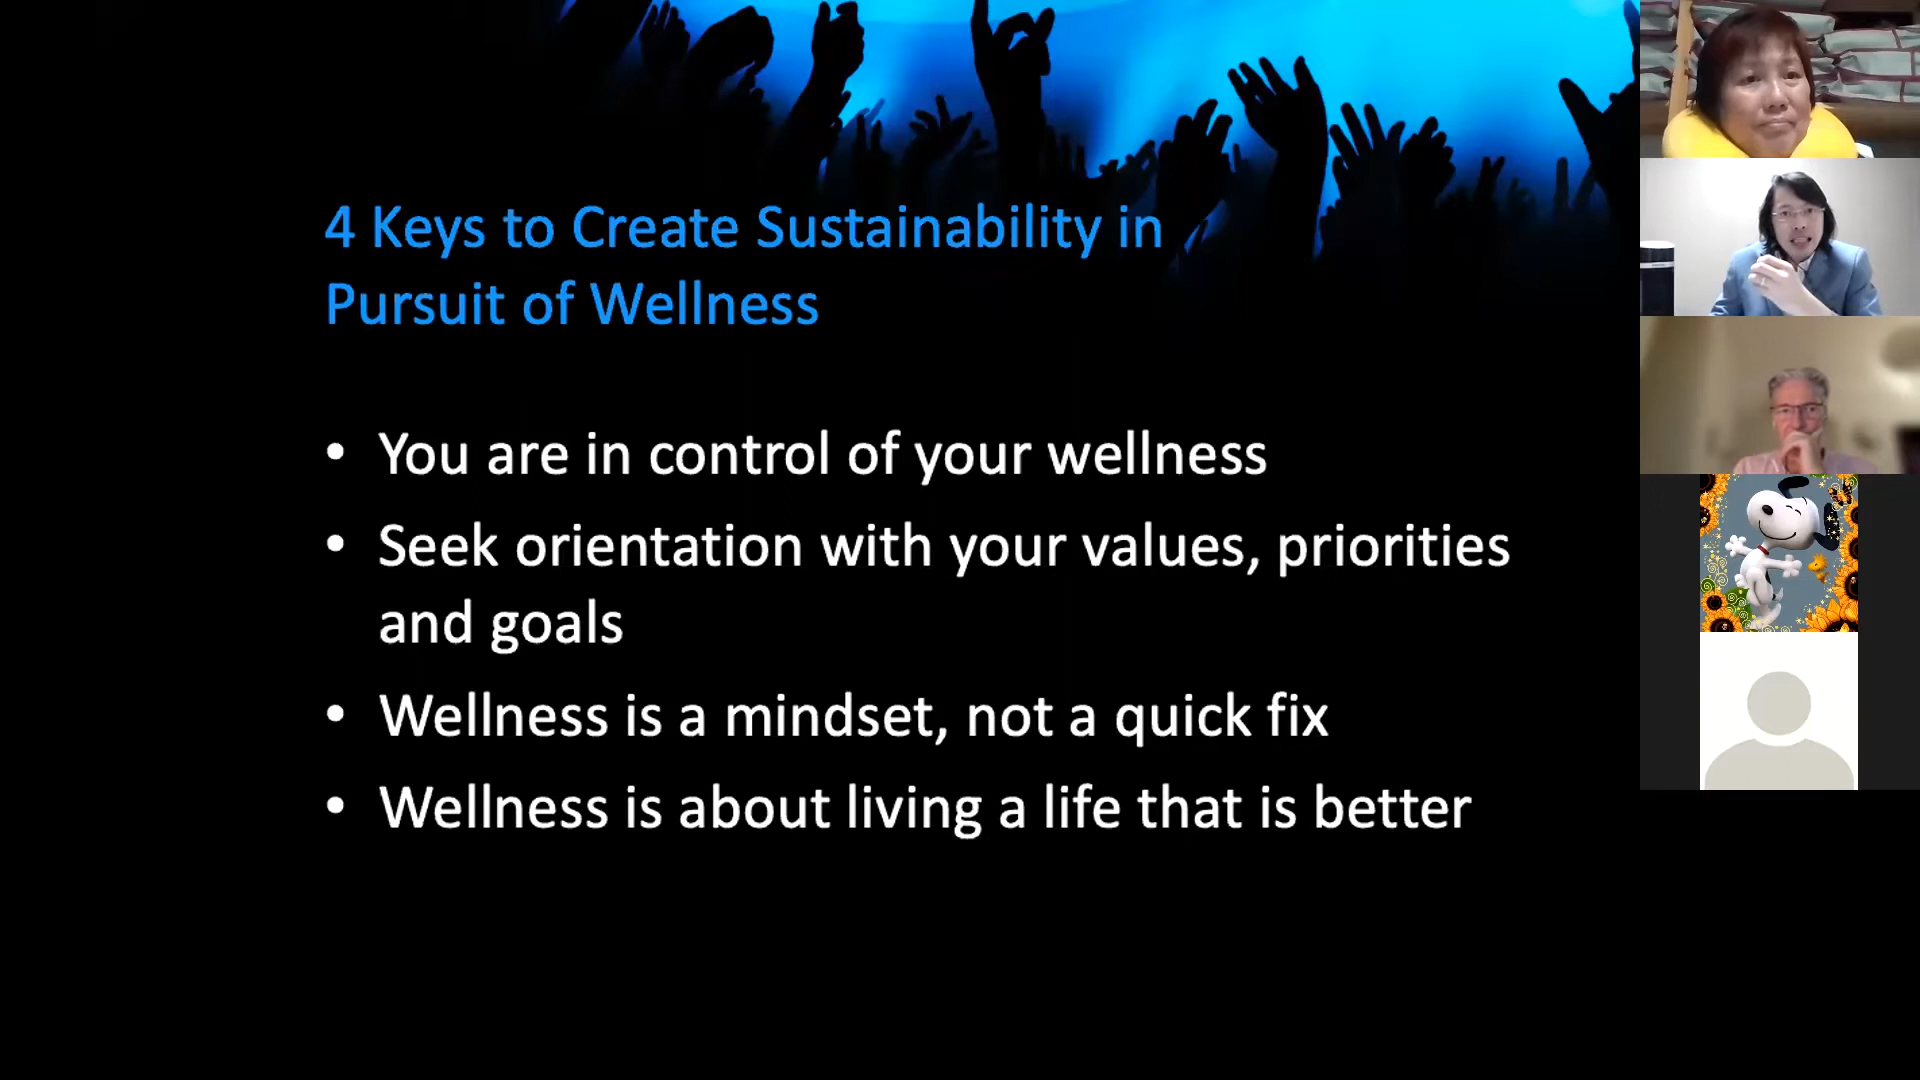 4 Keys to Create Sustainability in
Pursuit of Wellness
• You are in control of your wellness
• Seek orientation with your values, priorities
and goals
• Wellness is a mindset, not a quick fix
• Wellness is about living a life that is better